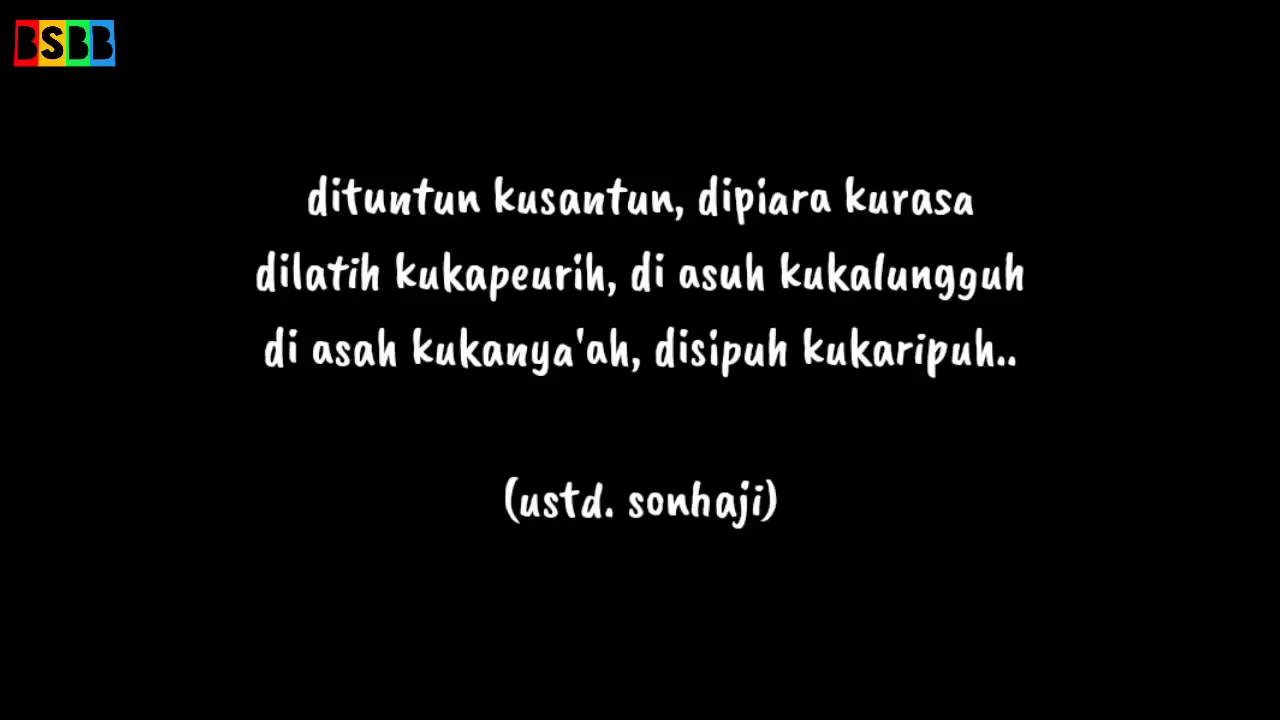 BSBB
dituntun kusantun, dipiara kurasa
dilatih kukapeurih, di asuh kukalungguh
di asah kukanya'ah, disipuh kukaripuh..
(ustd. sonhaji)